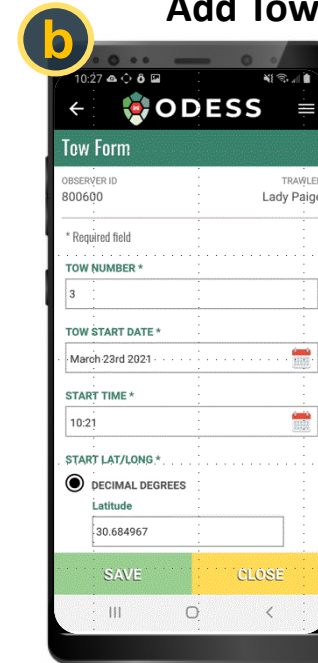 Add Tow
b
10:27
ODESS
Tow Form
OBSERVER ID TRAWLER
800600 Lady Paige
* Required field
TOW NUMBER *
3
TOW START DATE *
March 23rd 2021
START TIME *
10:21
START LAT/LONG *
DECIMAL DEGREES
Latitude
30.684967
SAVE CLOSE